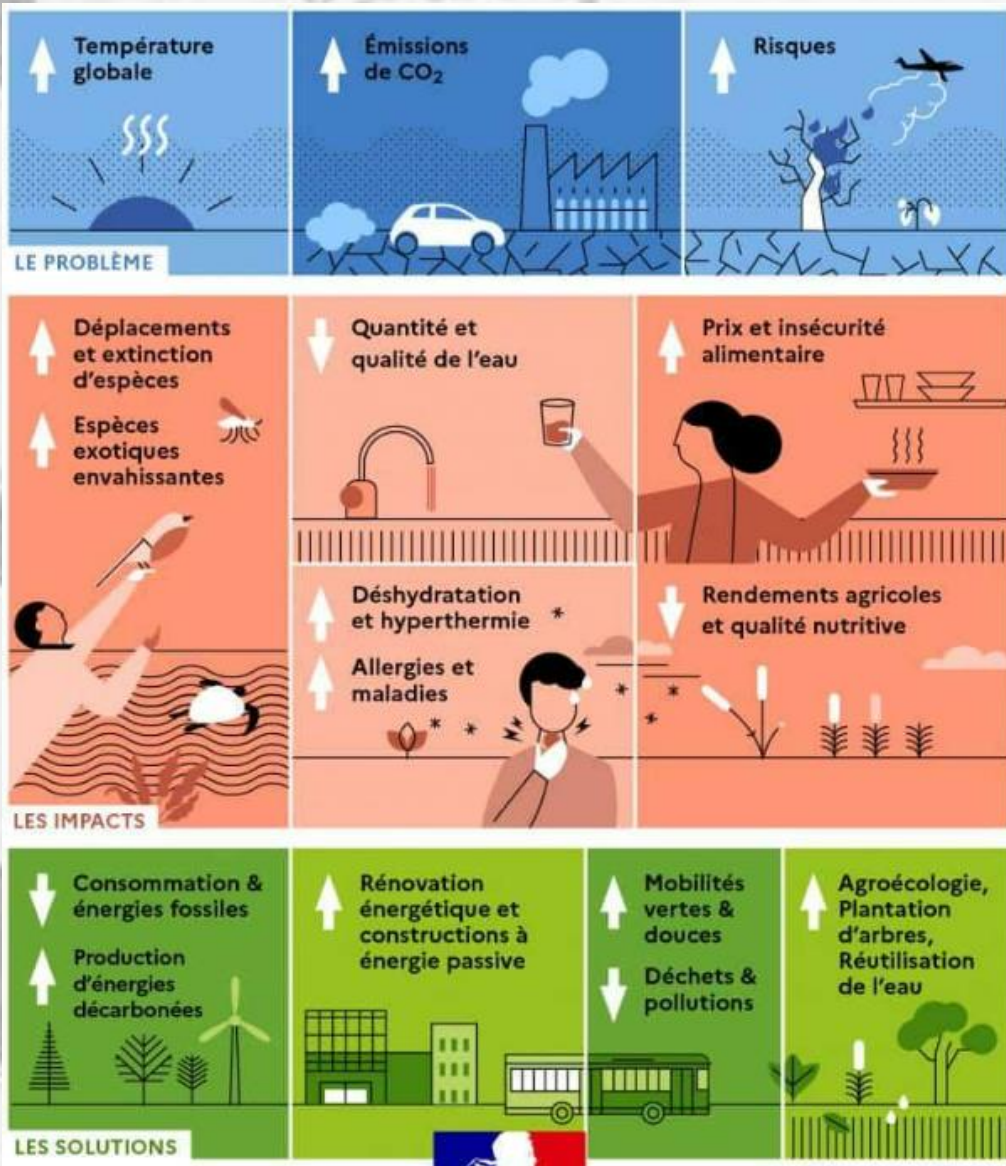 Température
globale
Émissions
de CO₂
Risques
LE PROBLÈME
Déplacements
et extinction
d'espèces
Espèces
exotiques
envahissantes
Quantité et
qualité de l'eau
Prix et insécurité
alimentaire
Déshydratation
et hyperthermie
Allergies et
maladies
Rendements agricoles
et qualité nutritive
LES IMPACTS
Consommation &
énergies fossiles
Production
d'énergies
décarbonées
Rénovation
énergétique et
constructions à
énergie passive
Mobilités
vertes &
douces
Déchets &
pollutions
Agroécologie,
Plantation
d'arbres,
Réutilisation
de l'eau
LES SOLUTIONS